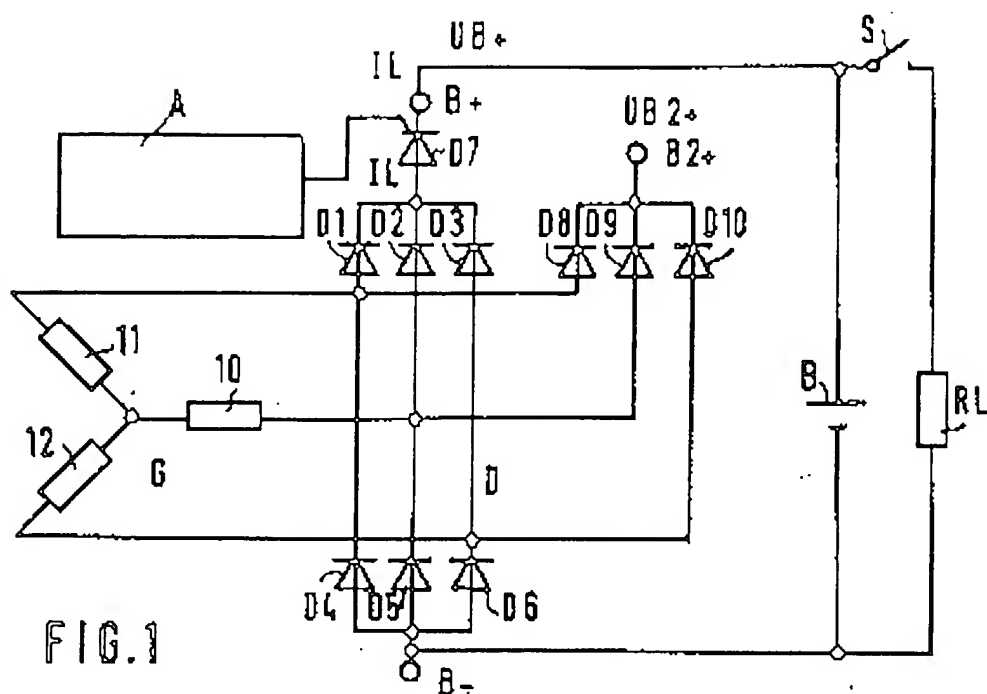 UB+
S
IL
B+
A
UB2+
B2+
D7
IL
D1 D2 D3 D8 D9 D10
11
10
B
RL
12
G
D
D4 D5 D6
FIG.1
B-